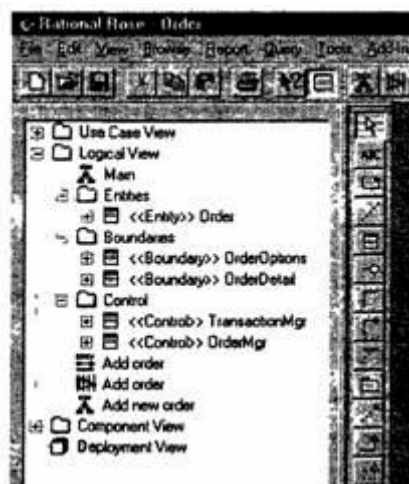 Rational Rose - Order
File Edit View Browse Report Query Tools Add-Ins
Use Case View
Logical View
Main
Entities
<<Entity>> Order
Boundaries
<<Boundary>> OrderOptions
<<Boundary>> OrderDetail
Control
<<Control>> TransactionMgr
<<Control>> OrderMgr
Add order
Add order
Add new order
Component View
Deployment View
ABC